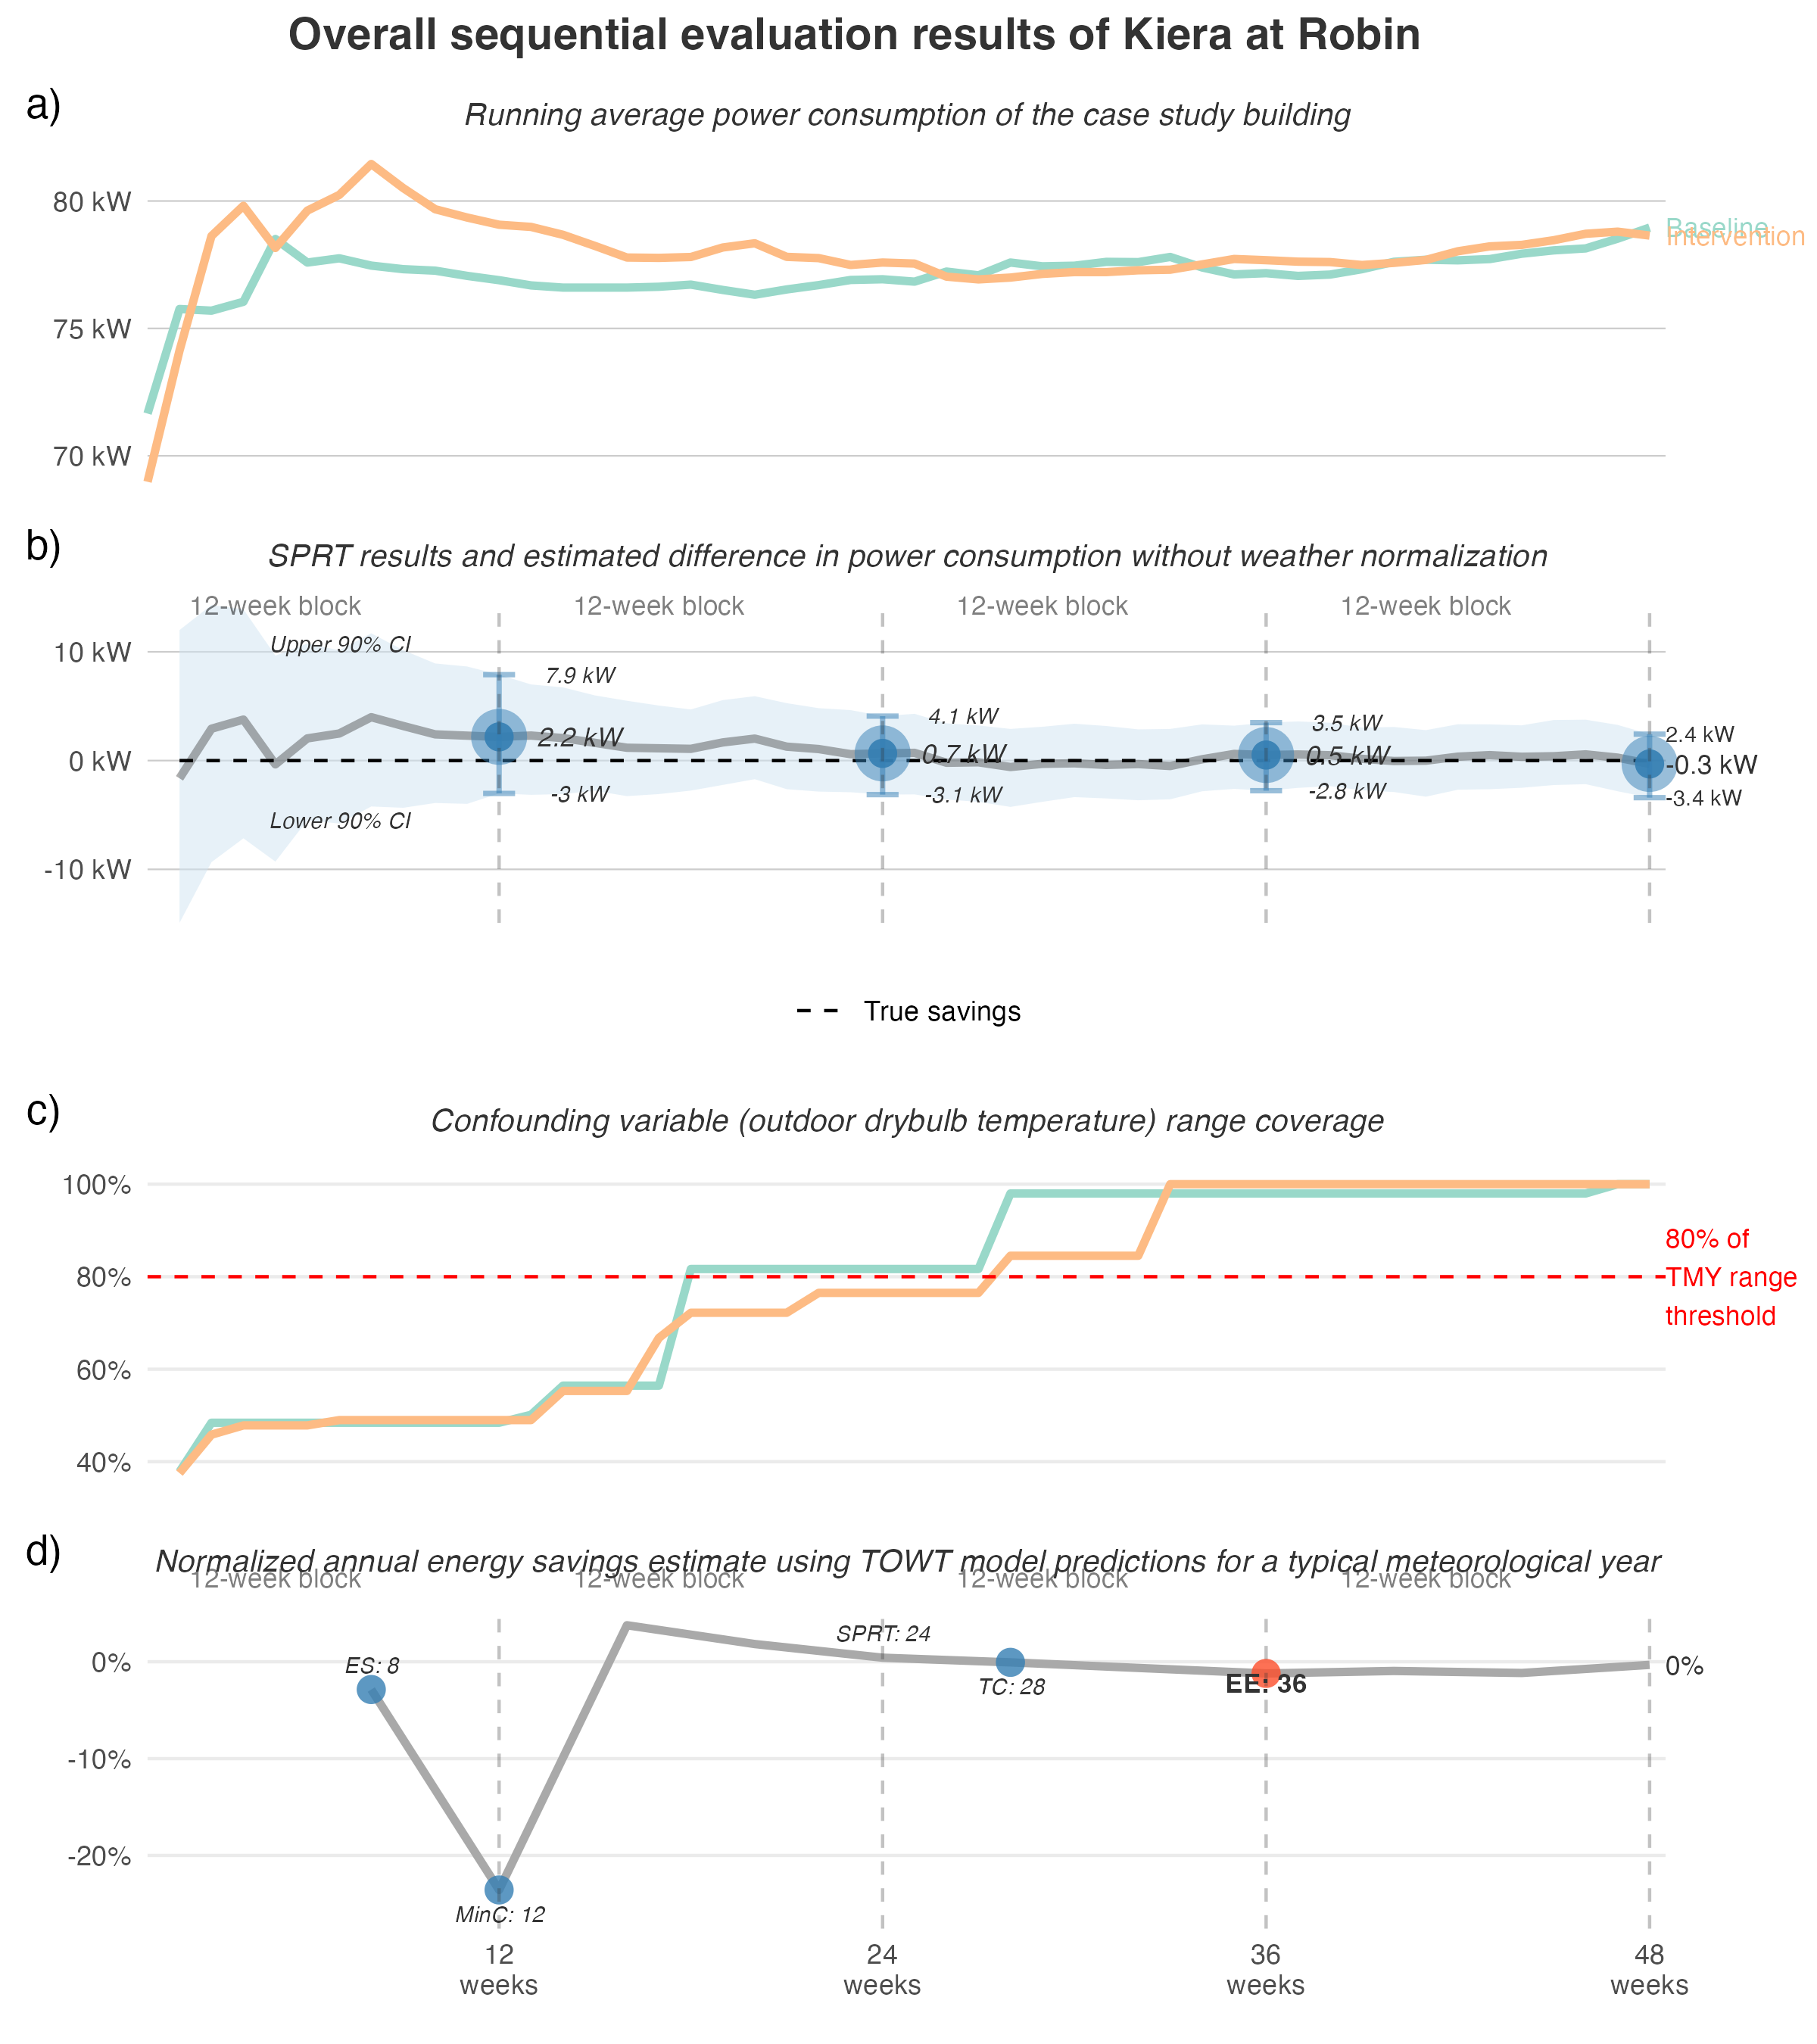 Overall sequential evaluation results of Kiera at Robin
a)
Running average power consumption of the case study building
80 kW
75 kW
70 kW
Baseline
Intervention
b)
SPRT results and estimated difference in power consumption without weather normalization
12-week block
12-week block
12-week block
12-week block
10 kW
0 kW
-10 kW
Upper 90% CI
Lower 90% CI
7.9 kW
2.2 kW
-3 kW
4.1 kW
0.7 kW
-3.1 kW
3.5 kW
0.5 kW
-2.8 kW
2.4 kW
-0.3 kW
-3.4 kW
True savings
c)
Confounding variable (outdoor drybulb temperature) range coverage
100%
80%
60%
40%
80% of
TMY range
threshold
d)
Normalized annual energy savings estimate using TOWT model predictions for a typical meteorological year
12-week block
12-week block
12-week block
12-week block
0%
-10%
-20%
ES: 8
MinC: 12
SPRT: 24
TC: 28
EE: 36
0%
12
weeks
24
weeks
36
weeks
48
weeks